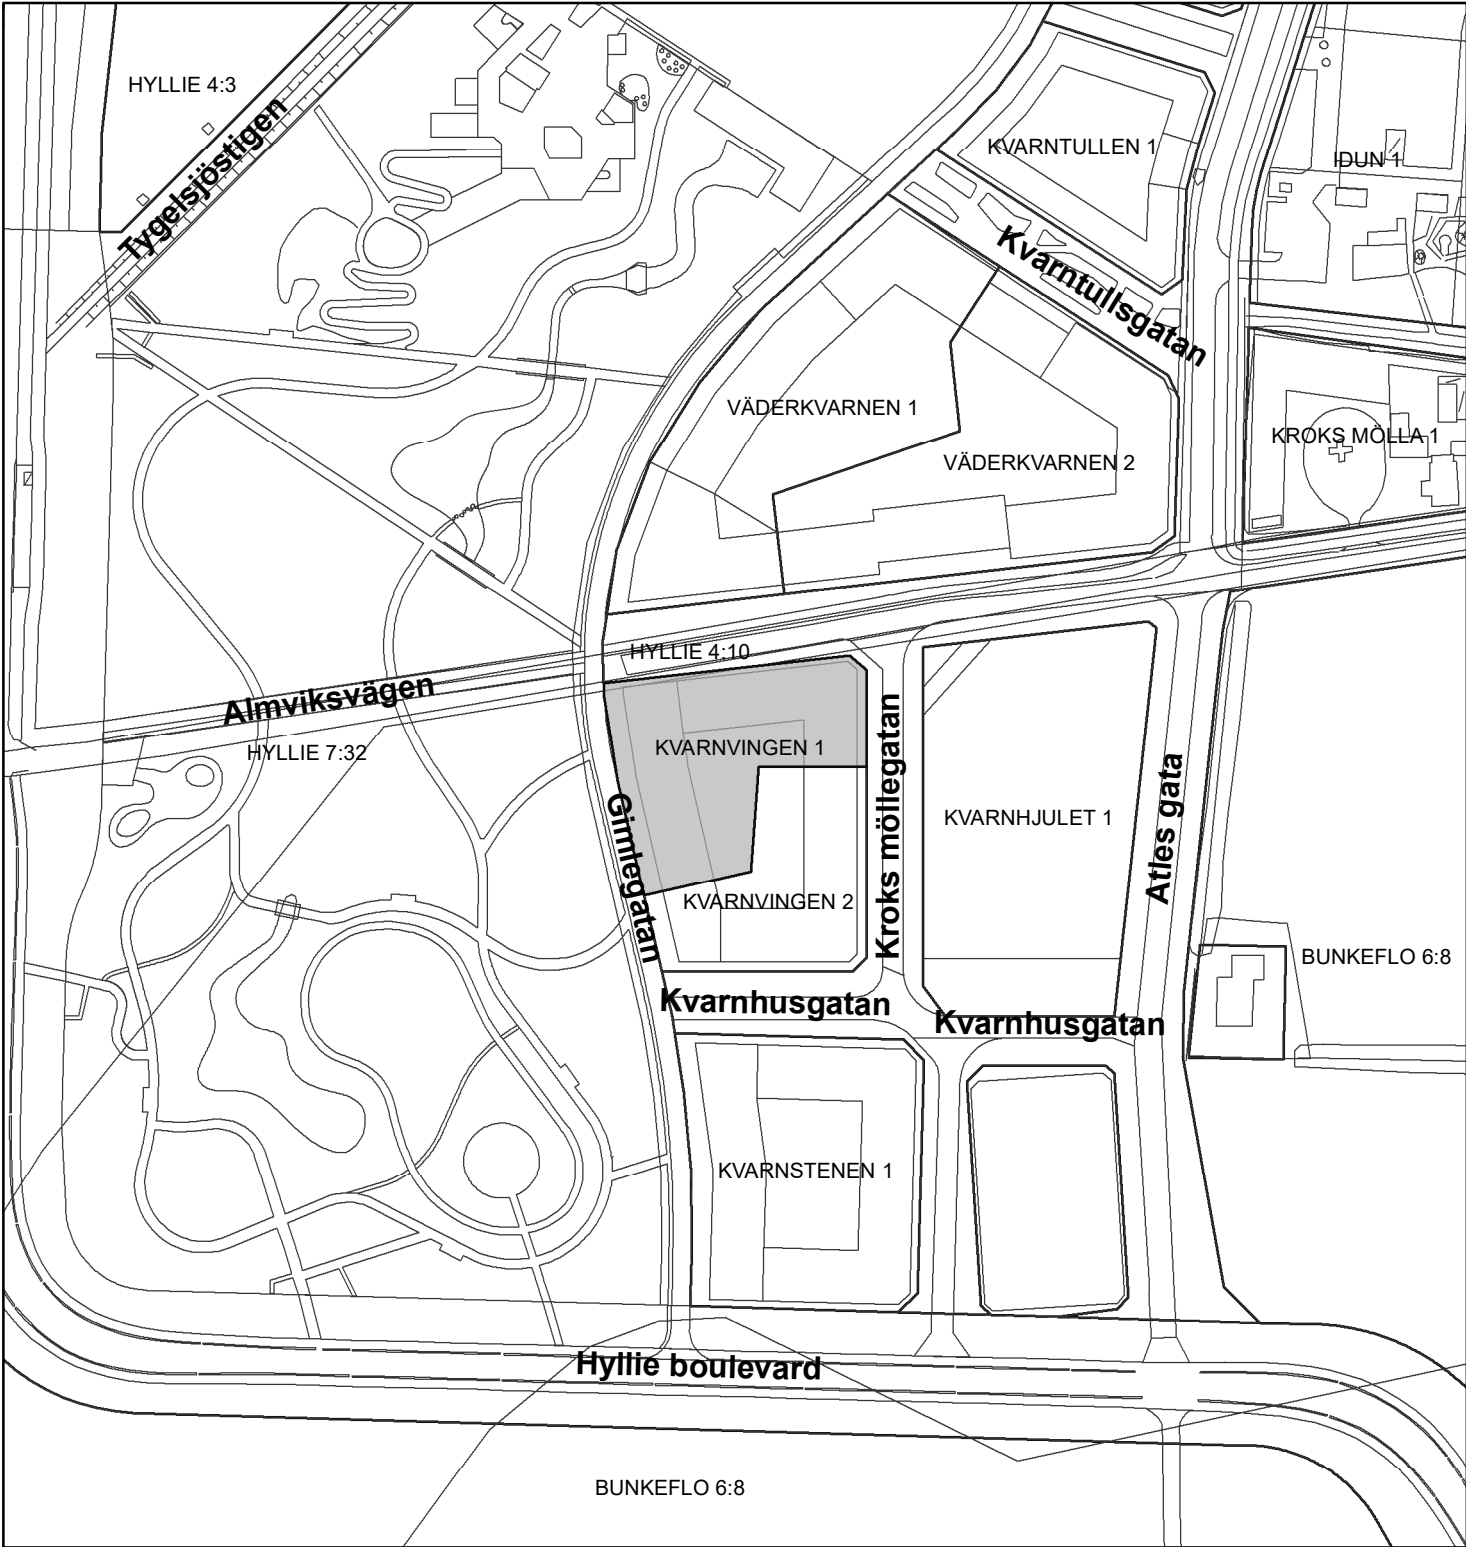 HYLLIE 4:3
Tygelsjöstigen
KVARNTULLEN 1
IDUN 1
Kvarntullsgatan
VÄDERKVARNEN 1
KROKS MÖLLA 1
VÄDERKVARNEN 2
HYLLIE 4:10
Almviksvägen
HYLLIE 7:32
KVARNVINGEN 1
Kroks möllegatan
Gimlegatan
KVARNHJULET 1
Atles gata
KVARNVINGEN 2
BUNKEFLO 6:8
Kvarnhusgatan
Kvarnhusgatan
KVARNSTENEN 1
Hyllie boulevard
BUNKEFLO 6:8